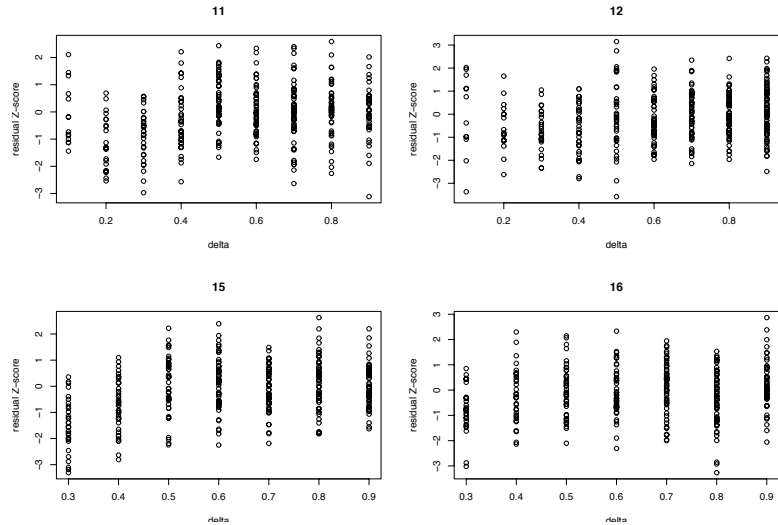 11
residual Z−score
−3 −2 −1 0 1 2
0.2 0.4 0.6 0.8
delta
12
residual Z−score
−3 −2 −1 0 1 2 3
0.2 0.4 0.6 0.8
delta
15
residual Z−score
−3 −2 −1 0 1 2
0.3 0.4 0.5 0.6 0.7 0.8 0.9
delta
16
residual Z−score
−3 −2 −1 0 1 2 3
0.3 0.4 0.5 0.6 0.7 0.8 0.9
delta